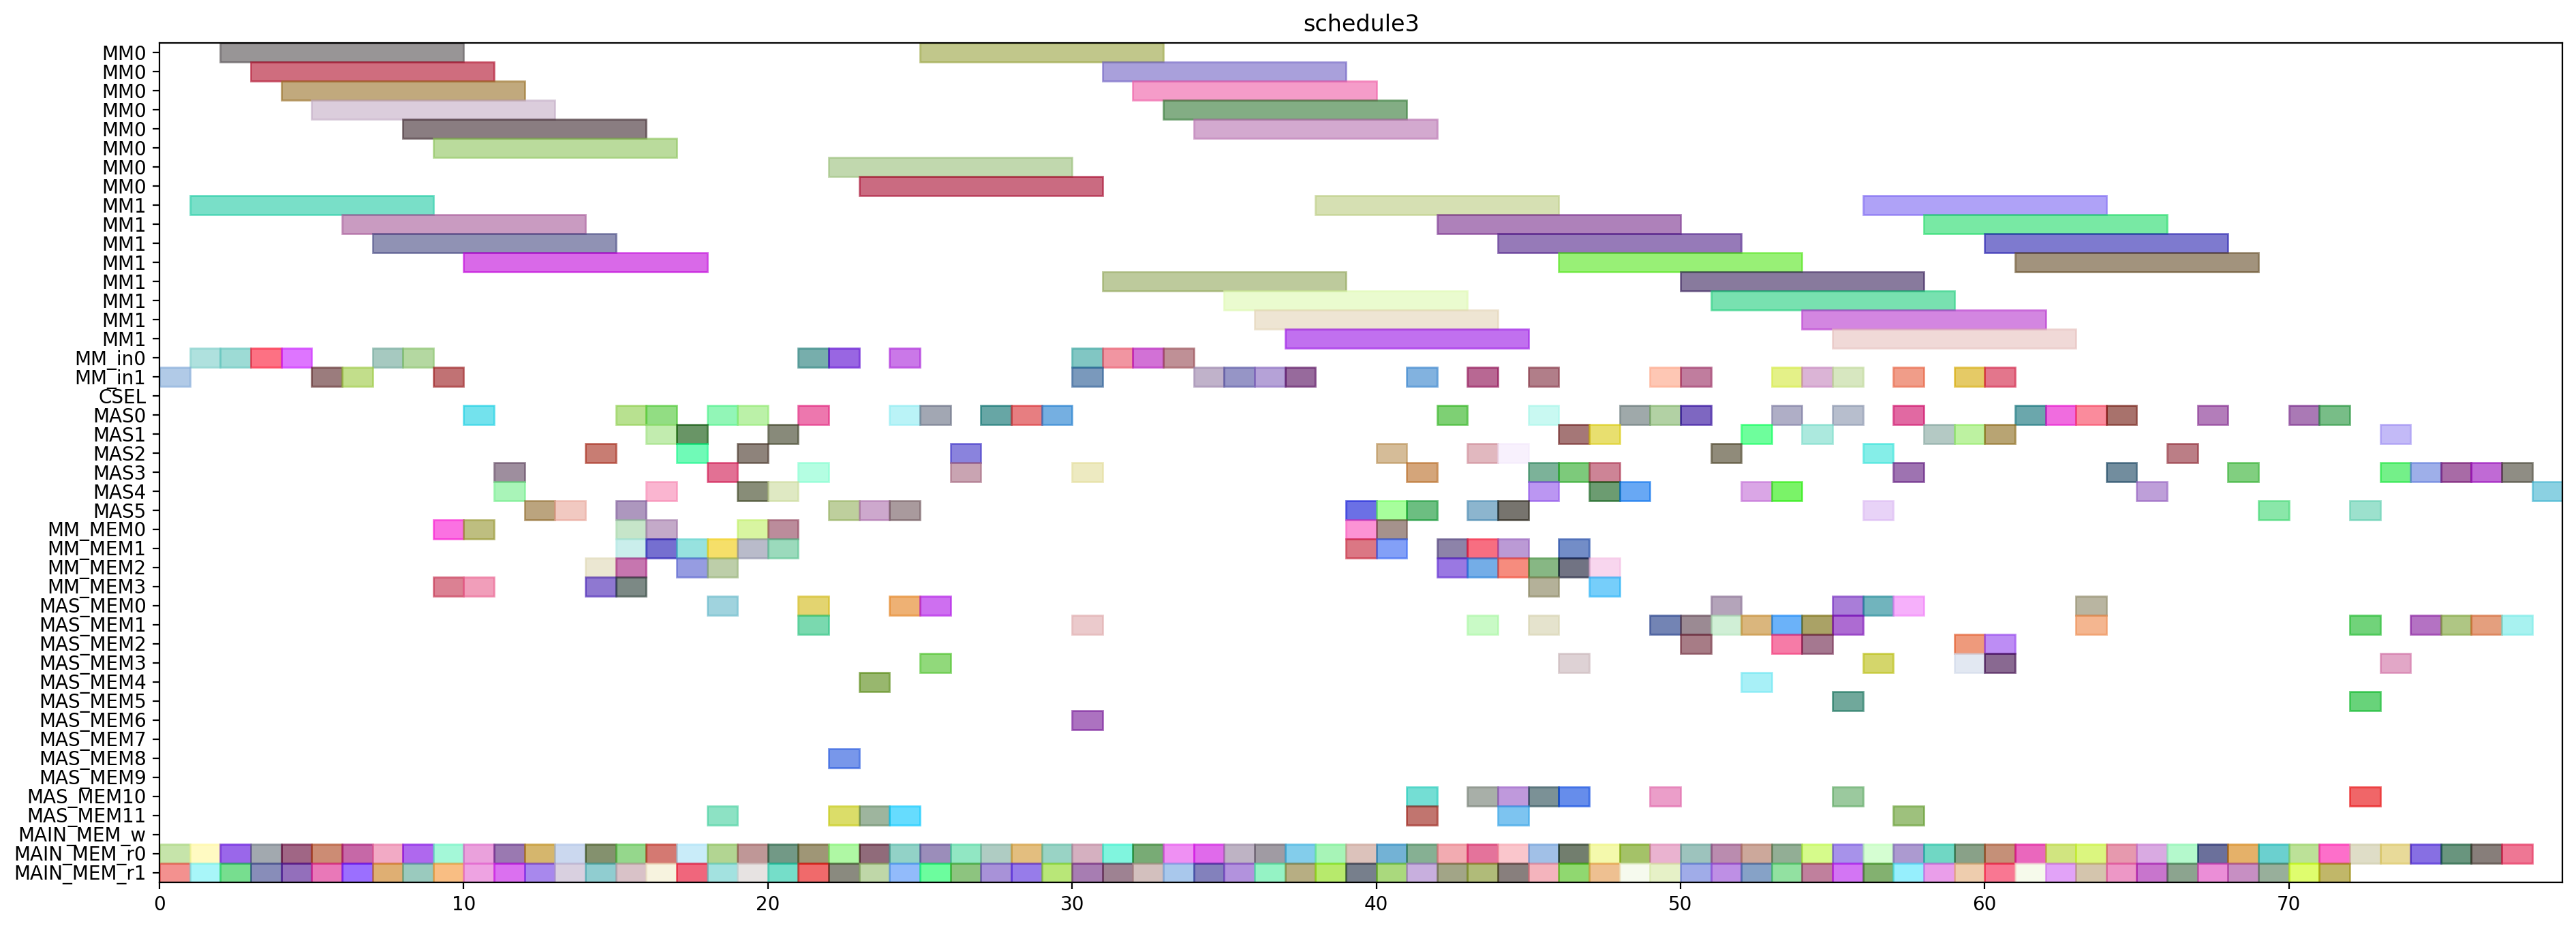 schedule3
MM0
MM0
MM0
MM0
MM0
MM0
MM0
MM0
MM1
MM1
MM1
MM1
MM1
MM1
MM1
MM1
MM_in0
MM_in1
CSEL
MAS0
MAS1
MAS2
MAS3
MAS4
MAS5
MM_MEM0
MM_MEM1
MM_MEM2
MM_MEM3
MAS_MEM0
MAS_MEM1
MAS_MEM2
MAS_MEM3
MAS_MEM4
MAS_MEM5
MAS_MEM6
MAS_MEM7
MAS_MEM8
MAS_MEM9
MAS_MEM10
MAS_MEM11
MAIN_MEM_w
MAIN_MEM_r0
MAIN_MEM_r1
0 10 20 30 40 50 60 70